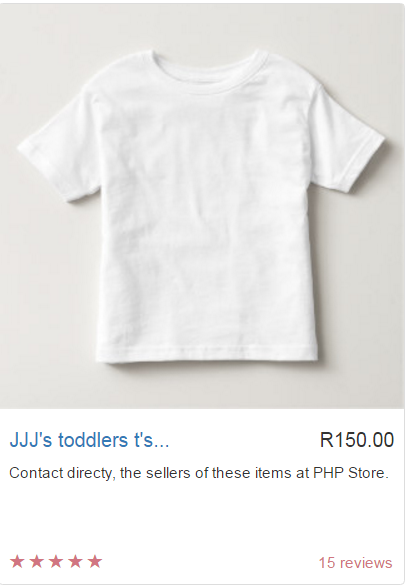 JJJ's toddlers t's... R150.00
Contact directy, the sellers of these items at PHP Store.
★★★★★ 15 reviews